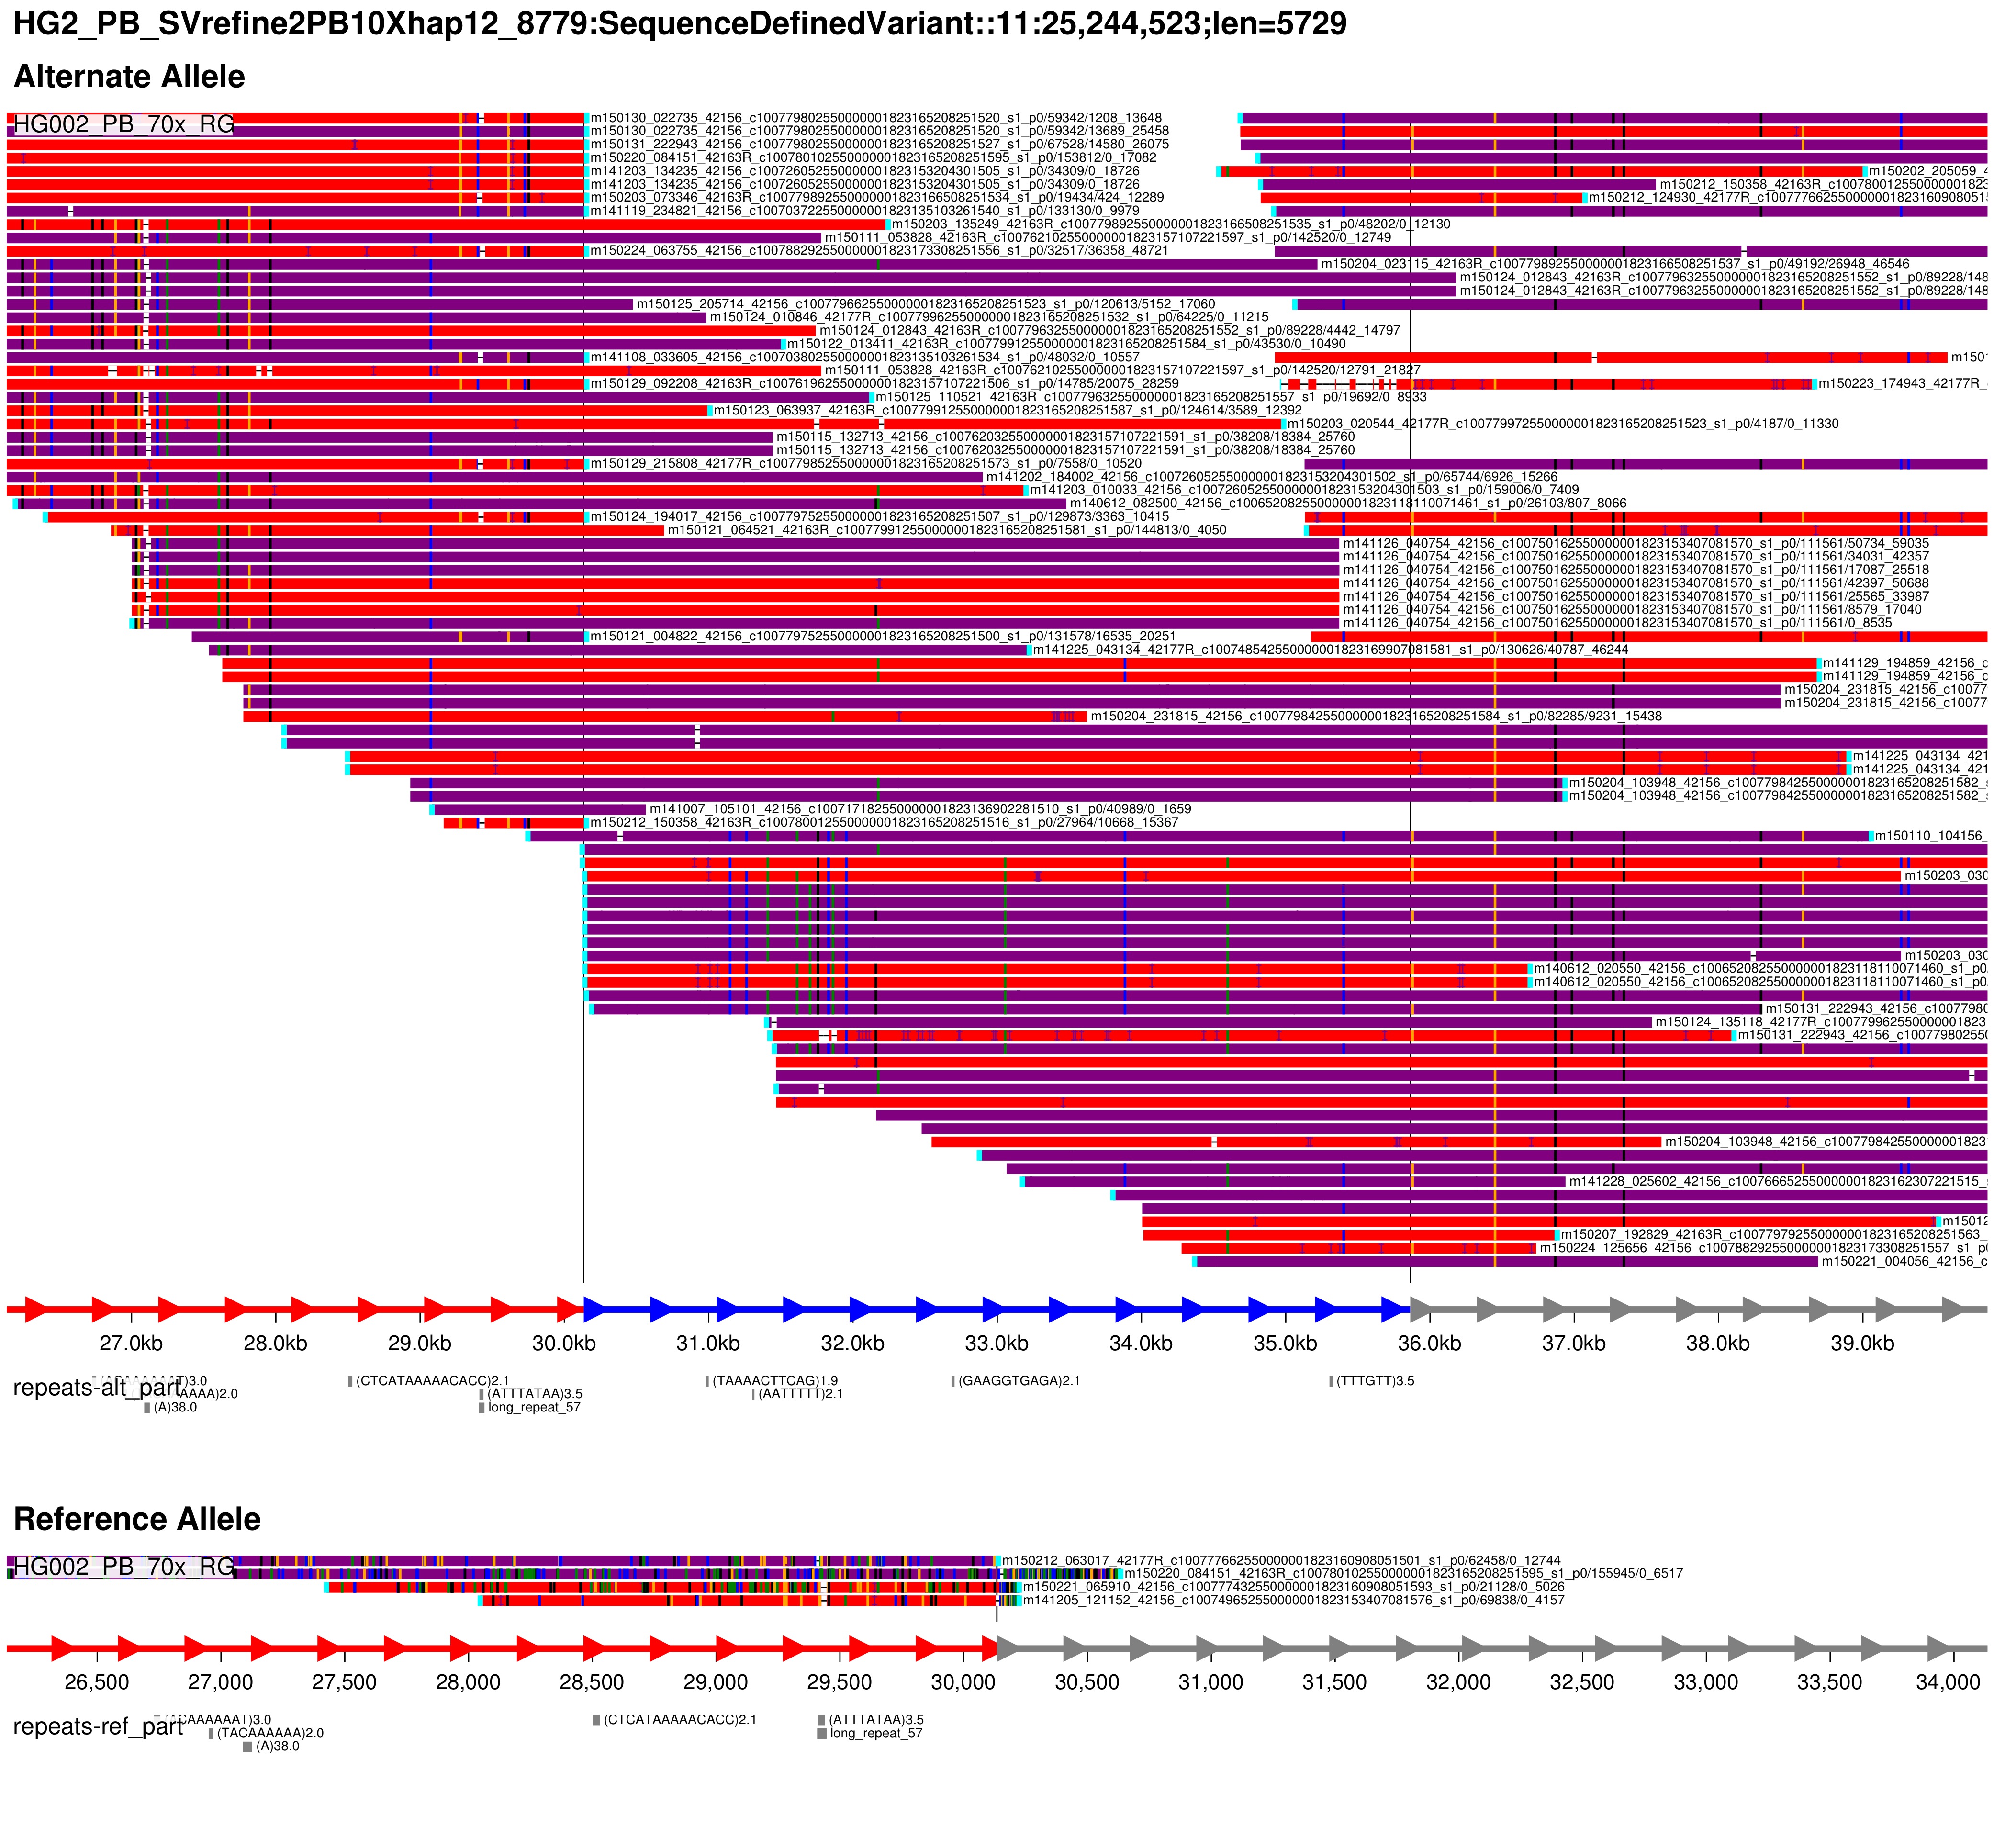 HG2_PB_SVrefine2PB10Xhap12_8779:SequenceDefinedVariant::11:25,244,523;len=5729
Alternate Allele
HG002_PB_70x_RG
m150130_022735_42156_c100779802550000001823165208251520_s1_p0/59342/1208_13648
m150130_022735_42156_c100779802550000001823165208251520_s1_p0/59342/13689_25458
m150131_222943_42156_c100779802550000001823165208251527_s1_p0/67528/14580_26075
m150220_084151_42163R_c100780102550000001823165208251595_s1_p0/153812/0_17082
m141203_134235_42156_c100726052550000001823153204301505_s1_p0/34309/0_18726
m150202_205059_4
m141203_134235_42156_c100726052550000001823153204301505_s1_p0/34309/0_18726
m150212_150358_42163R_c100780012550000001823
m150203_073346_42163R_c100779892550000001823166508251534_s1_p0/19434/424_12289
m150212_124930_42177R_c100777662550000001823160908051
m141119_234821_42156_c100703722550000001823135103261540_s1_p0/133130/0_9979
m150203_135249_42163R_c100779892550000001823166508251535_s1_p0/48202/0_12130
m150111_053828_42163R_c100762102550000001823157107221597_s1_p0/142520/0_12749
m150224_063755_42156_c100788292550000001823173308251556_s1_p0/32517/36358_48721
m150204_023115_42163R_c100779892550000001823166508251537_s1_p0/49192/26948_46546
m150124_012843_42163R_c100779632550000001823165208251552_s1_p0/89228/148
m150124_012843_42163R_c100779632550000001823165208251552_s1_p0/89228/148
m150125_205714_42156_c100779662550000001823165208251523_s1_p0/120613/5152_17060
m150124_010846_42177R_c100779962550000001823165208251532_s1_p0/64225/0_11215
m150124_012843_42163R_c100779632550000001823165208251552_s1_p0/89228/4442_14797
m150122_013411_42163R_c100779912550000001823165208251584_s1_p0/43530/0_10490
m141108_033605_42156_c100703802550000001823135103261534_s1_p0/48032/0_10557
m1501
m150111_053828_42163R_c100762102550000001823157107221597_s1_p0/142520/12791_21827
m150129_092208_42163R_c100761962550000001823157107221506_s1_p0/14785/20075_28259
m150223_174943_42177R_
m150125_110521_42163R_c100779632550000001823165208251557_s1_p0/19692/0_8933
m150123_063937_42163R_c100779912550000001823165208251587_s1_p0/124614/3589_12392
m150203_020544_42177R_c100779972550000001823165208251523_s1_p0/4187/0_11330
m150115_132713_42156_c100762032550000001823157107221591_s1_p0/38208/18384_25760
m150115_132713_42156_c100762032550000001823157107221591_s1_p0/38208/18384_25760
m150129_215808_42177R_c100779852550000001823165208251573_s1_p0/7558/0_10520
m141202_184002_42156_c100726052550000001823153204301502_s1_p0/65744/6926_15266
m141203_010033_42156_c100726052550000001823153204301503_s1_p0/159006/0_7409
m140612_082500_42156_c100652082550000001823118110071461_s1_p0/26103/807_8066
m150124_194017_42156_c100779752550000001823165208251507_s1_p0/129873/3363_10415
m150121_064521_42163R_c100779912550000001823165208251581_s1_p0/144813/0_4050
m141126_040754_42156_c100750162550000001823153407081570_s1_p0/111561/50734_59035
m141126_040754_42156_c100750162550000001823153407081570_s1_p0/111561/34031_42357
m141126_040754_42156_c100750162550000001823153407081570_s1_p0/111561/17087_25518
m141126_040754_42156_c100750162550000001823153407081570_s1_p0/111561/42397_50688
m141126_040754_42156_c100750162550000001823153407081570_s1_p0/111561/25565_33987
m141126_040754_42156_c100750162550000001823153407081570_s1_p0/111561/8579_17040
m141126_040754_42156_c100750162550000001823153407081570_s1_p0/111561/0_8535
m150121_004822_42156_c100779752550000001823165208251500_s1_p0/131578/16535_20251
m141225_043134_42177R_c100748542550000001823169907081581_s1_p0/130626/40787_46244
m141129_194859_42156_c
m141129_194859_42156_c
m150204_231815_42156_c10077
m150204_231815_42156_c10077
m150204_231815_42156_c100779842550000001823165208251584_s1_p0/82285/9231_15438
m141225_043134_421
m141225_043134_421
m150204_103948_42156_c100779842550000001823165208251582_s
m150204_103948_42156_c100779842550000001823165208251582_s
m141007_105101_42156_c100717182550000001823136902281510_s1_p0/40989/0_1659
m150212_150358_42163R_c100780012550000001823165208251516_s1_p0/27964/10668_15367
m150110_104156_
m150203_030
m150203_030
m140612_020550_42156_c100652082550000001823118110071460_s1_p0
m140612_020550_42156_c100652082550000001823118110071460_s1_p0
m150131_222943_42156_c10077980
m150124_135118_42177R_c100779962550000001823
m150131_222943_42156_c1007798025500
m150204_103948_42156_c100779842550000001823
m141228_025602_42156_c100766652550000001823162307221515_s
m15012
m150207_192829_42163R_c100779792550000001823165208251563_
m150224_125656_42156_c100788292550000001823173308251557_s1_p0
m150221_004056_42156_c
27.0kb 28.0kb 29.0kb 30.0kb 31.0kb 32.0kb 33.0kb 34.0kb 35.0kb 36.0kb 37.0kb 38.0kb 39.0kb
repeats-alt_part
T)3.0 (CTCATAAAAACACC)2.1 (TAAAACTTCAG)1.9 (GAAGGTGAGA)2.1 (TTTGTT)3.5
AAAA)2.0 (ATTTATAA)3.5 (AATTTTT)2.1
(A)38.0 long_repeat_57
Reference Allele
HG002_PB_70x_RG
m150212_063017_42177R_c100777662550000001823160908051501_s1_p0/62458/0_12744
m150220_084151_42163R_c100780102550000001823165208251595_s1_p0/155945/0_6517
m150221_065910_42156_c100777432550000001823160908051593_s1_p0/21128/0_5026
m141205_121152_42156_c100749652550000001823153407081576_s1_p0/69838/0_4157
26,500 27,000 27,500 28,000 28,500 29,000 29,500 30,000 30,500 31,000 31,500 32,000 32,500 33,000 33,500 34,000
repeats-ref_part
CAAAAAAT)3.0 (CTCATAAAAACACC)2.1 (ATTTATAA)3.5
(TACAAAAAA)2.0 long_repeat_57
(A)38.0